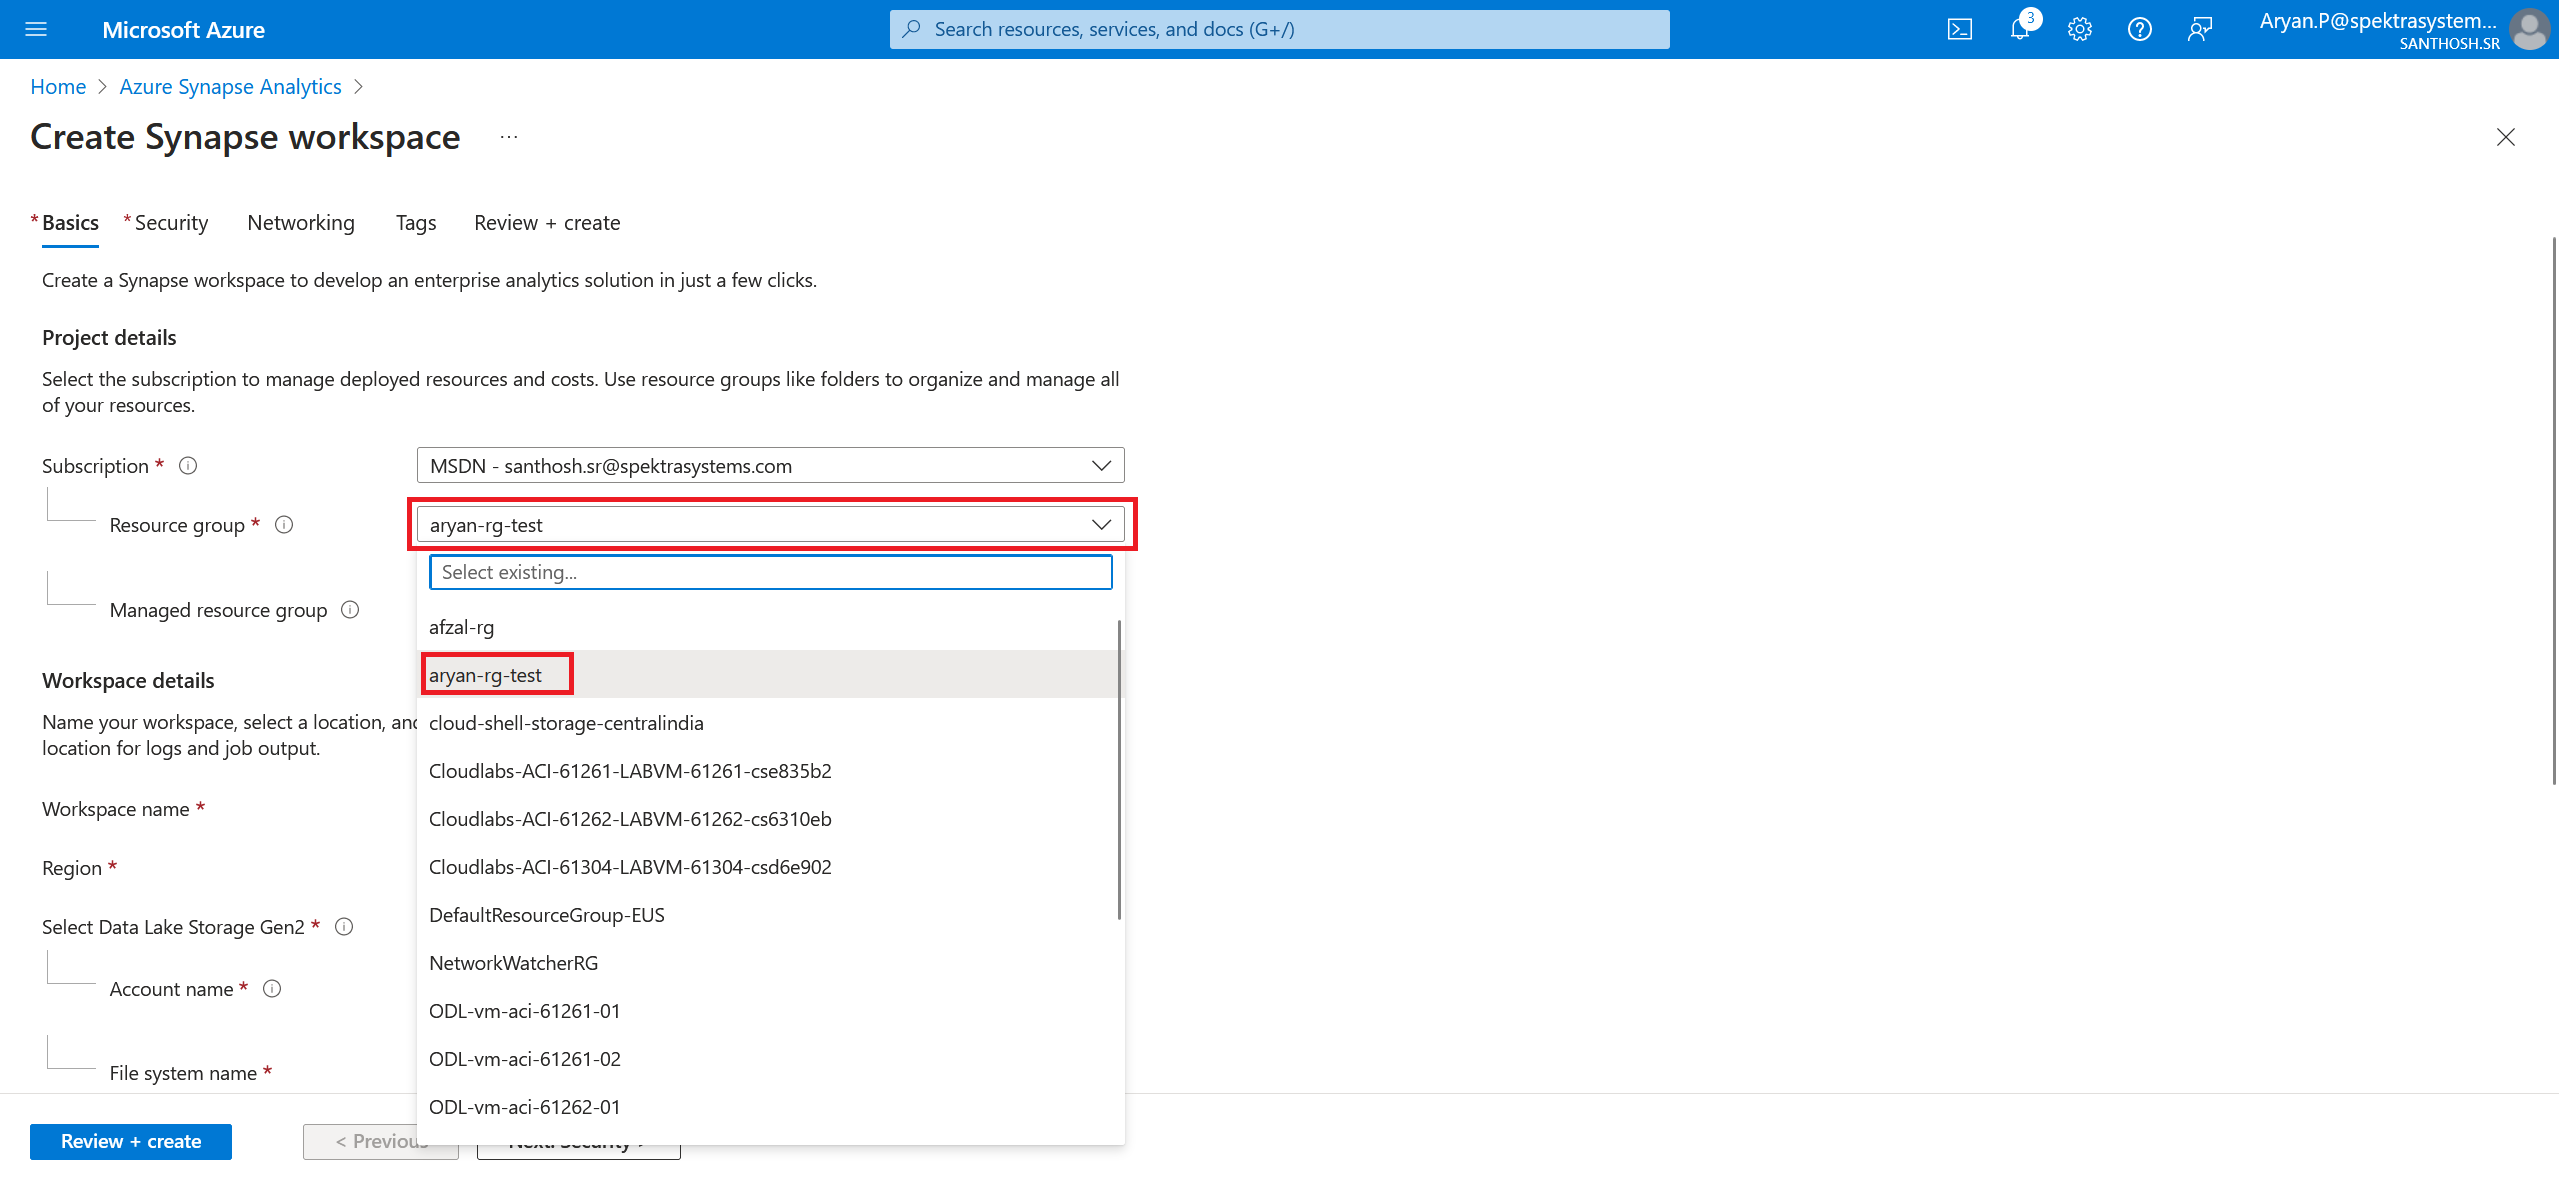 Microsoft Azure
Search resources, services, and docs (G+/)
3
Aryan.P@spektrasystem...
SANTHOSH.SR
Home > Azure Synapse Analytics >
Create Synapse workspace ...
* Basics * Security Networking Tags Review + create
Create a Synapse workspace to develop an enterprise analytics solution in just a few clicks.
Project details
Select the subscription to manage deployed resources and costs. Use resource groups like folders to organize and manage all
of your resources.
Subscription *
MSDN - santhosh.sr@spektrasystems.com
Resource group *
aryan-rg-test
Select existing...
afzal-rg
aryan-rg-test
cloud-shell-storage-centralindia
Cloudlabs-ACI-61261-LABVM-61261-cse835b2
Cloudlabs-ACI-61262-LABVM-61262-cs6310eb
Cloudlabs-ACI-61304-LABVM-61304-csd6e902
DefaultResourceGroup-EUS
NetworkWatcherRG
ODL-vm-aci-61261-01
ODL-vm-aci-61261-02
ODL-vm-aci-61262-01
Managed resource group
Workspace details
Name your workspace, select a location, and
location for logs and job output.
Workspace name *
Region *
Select Data Lake Storage Gen2 *
Account name *
File system name *
Review + create
< Previous
Next: Security >